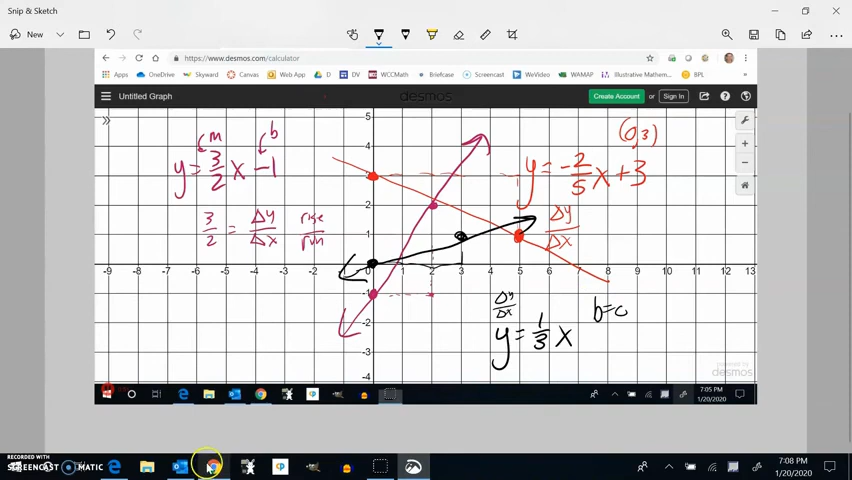 Snip & Sketch
New
https://www.desmos.com/calculator
Apps OneDrive Skyward Web App D DV WCCMath Briefcase Screencast WeVideo WAMAP Illustrative Mathem... BPL
Untitled Graph
desmos
Create Account
or
Sign In
m b
y = 3/2 x - 1
3/2 = Δy/Δx rise/run
(0,3)
y = -2/5 x + 3
Δy/Δx
Δy/Δx
y = 1/3 x
b=0
5
4
2
1
-1
-2
-3
-4
-9 -8 -7 -6 -5 -4 -3 -2 -1 0 1 2 3 4 5 6 7 8 9 10 11 12 13
powered by
desmos
7:05 PM
1/20/2020
RECORDED WITH
SCREENCAST MATIC
7:08 PM
1/20/2020